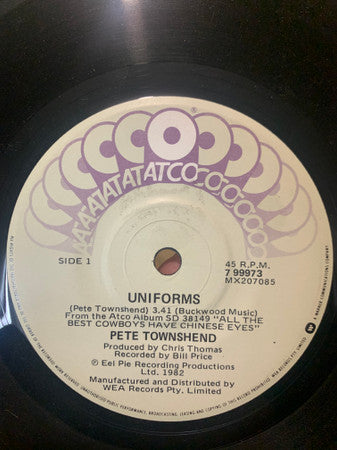 ATCO
SIDE 1
45 R.P.M.
7 99973
MX207085
UNIFORMS
(Pete Townshend) 3.41 (Buckwood Music)
From the Atco Album SD 38149 "ALL THE
BEST COWBOYS HAVE CHINESE EYES"
PETE TOWNSHEND
Produced by Chris Thomas
Recorded by Bill Price
℗ Eel Pie Recording Productions
Ltd. 1982
Manufactured and Distributed by
WEA Records Pty. Limited